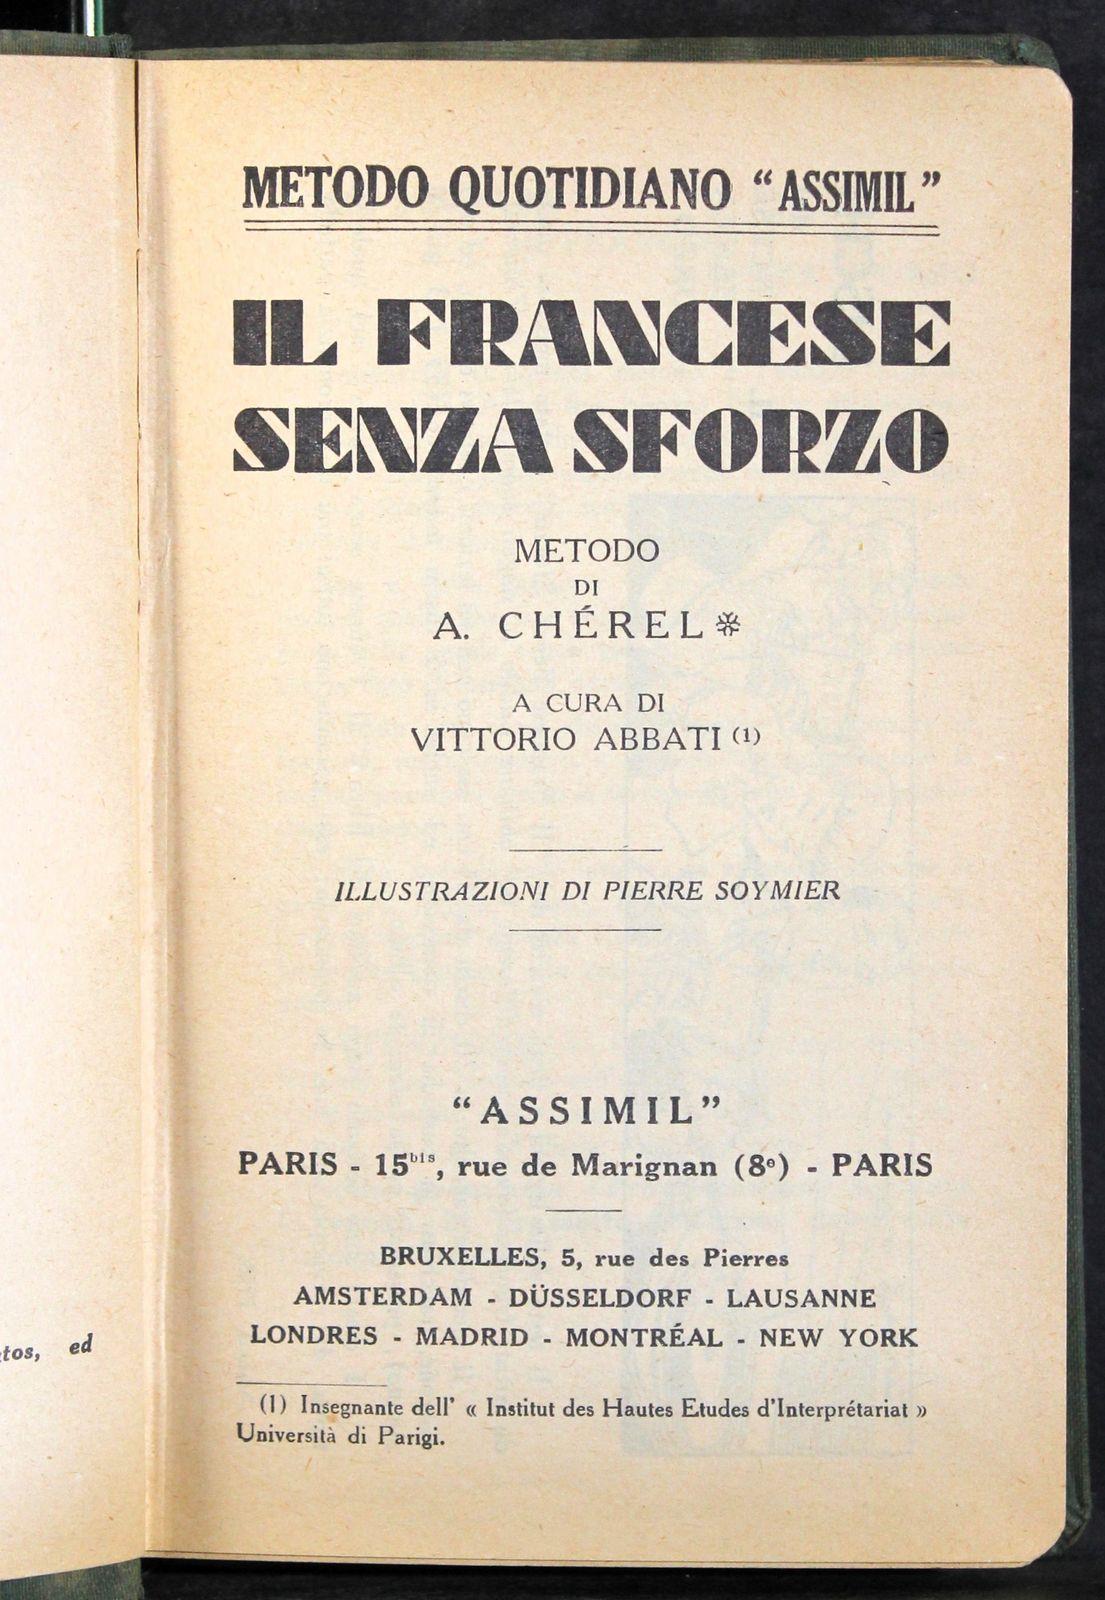 METODO QUOTIDIANO “ASSIMIL”
IL FRANCESE
SENZA SFORZO
METODO
DI
A. CHÉREL*
A CURA DI
VITTORIO ABBATI (1)
ILLUSTRAZIONI DI PIERRE SOYMIER
“ASSIMIL”
PARIS - 15bis, rue de Marignan (8e) - PARIS
BRUXELLES, 5, rue des Pierres
AMSTERDAM - DÜSSELDORF - LAUSANNE
LONDRES - MADRID - MONTRÉAL - NEW YORK
(1) Insegnante dell' « Institut des Hautes Etudes d'Interprétariat »
Università di Parigi.
ed